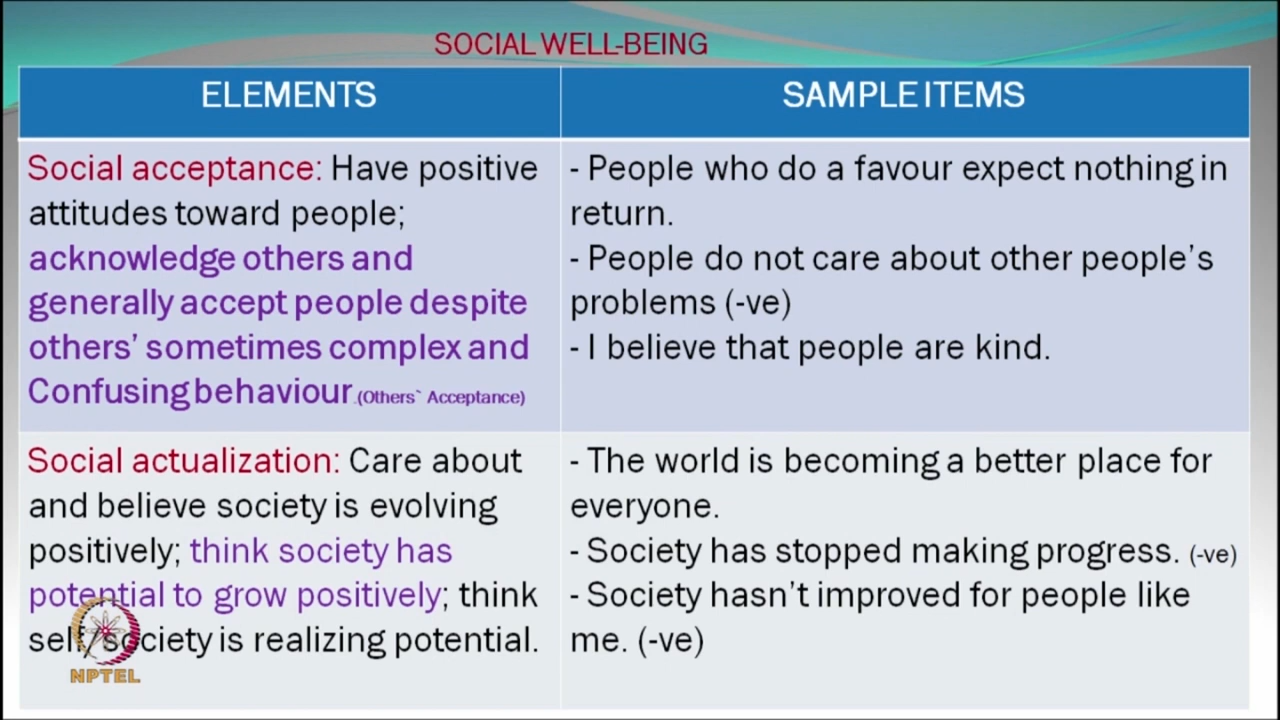 SOCIAL WELL-BEING
ELEMENTS
SAMPLE ITEMS
Social acceptance: Have positive
attitudes toward people;
acknowledge others and
generally accept people despite
others’ sometimes complex and
Confusing behaviour.(Others` Acceptance)
- People who do a favour expect nothing in
return.
- People do not care about other people’s
problems (-ve)
- I believe that people are kind.
Social actualization: Care about
and believe society is evolving
positively; think society has
potential to grow positively; think
self/society is realizing potential.
- The world is becoming a better place for
everyone.
- Society has stopped making progress. (-ve)
- Society hasn’t improved for people like
me. (-ve)
NPTEL